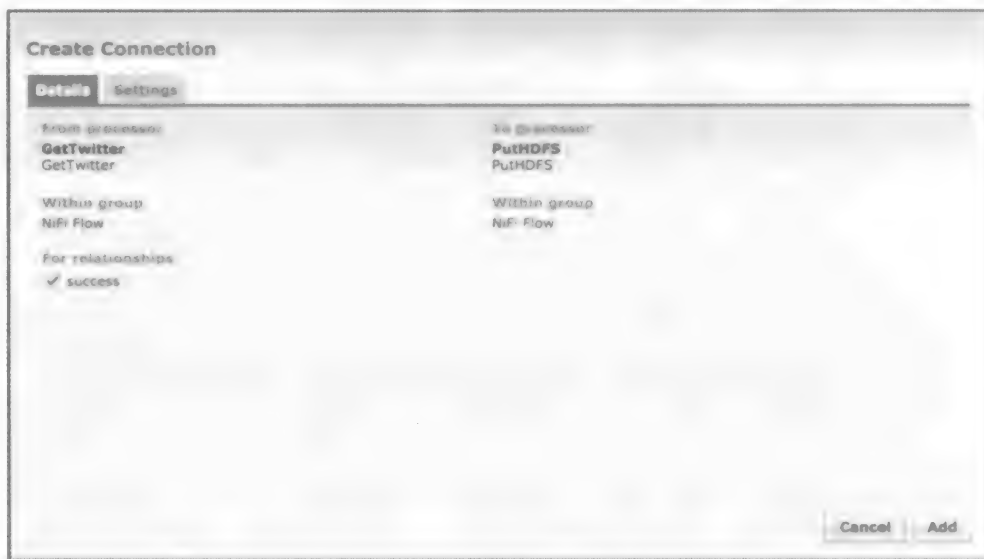 Create Connection
Details Settings
From processor To processor
GetTwitter PutHDFS
GetTwitter PutHDFS
Within group Within group
NiFi Flow NiFi Flow
For relationships
✓ success
Cancel Add